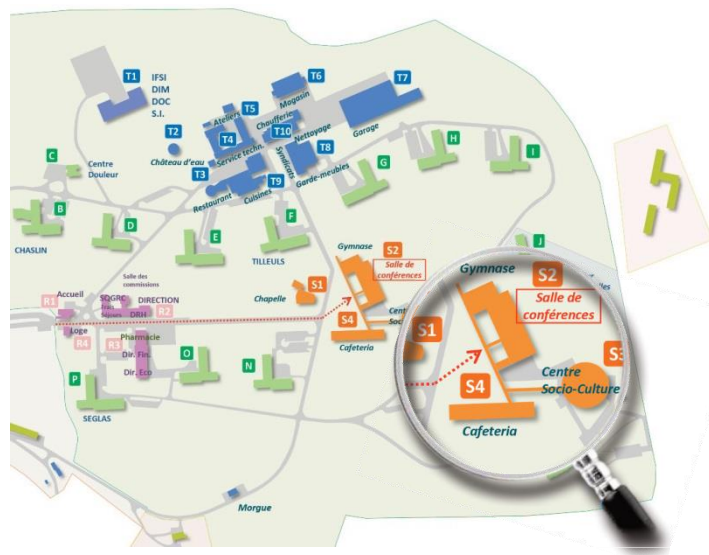 T1
IFSI
DIM
DOC
S.I.
T2
Château d'eau
C
Centre
Douleur
B
CHASLIN
D
Ateliers
T5
T4
Service techn.
T3
Restaurant
T9
Cuisines
T6
Magasin
Chaufferie
T10
Nettoyage
T7
Garage
Syndicats
T8
Garde-meubles
G
H
I
J
E
F
TILLEULS
S1
Chapelle
Gymnase
S2
Salle de
conférences
S4
Cafeteria
Salle des
commissions
Accueil
R1
DIRECTION
DRH
R2
Loge
R4
R3
Pharmacie
Dir. Fin.
Dir. Eco
O
N
P
SEGLAS
Morgue
Gymnase
S2
Salle de
conférences
S1
S3
S4
Centre
Socio-Culture
Cafeteria